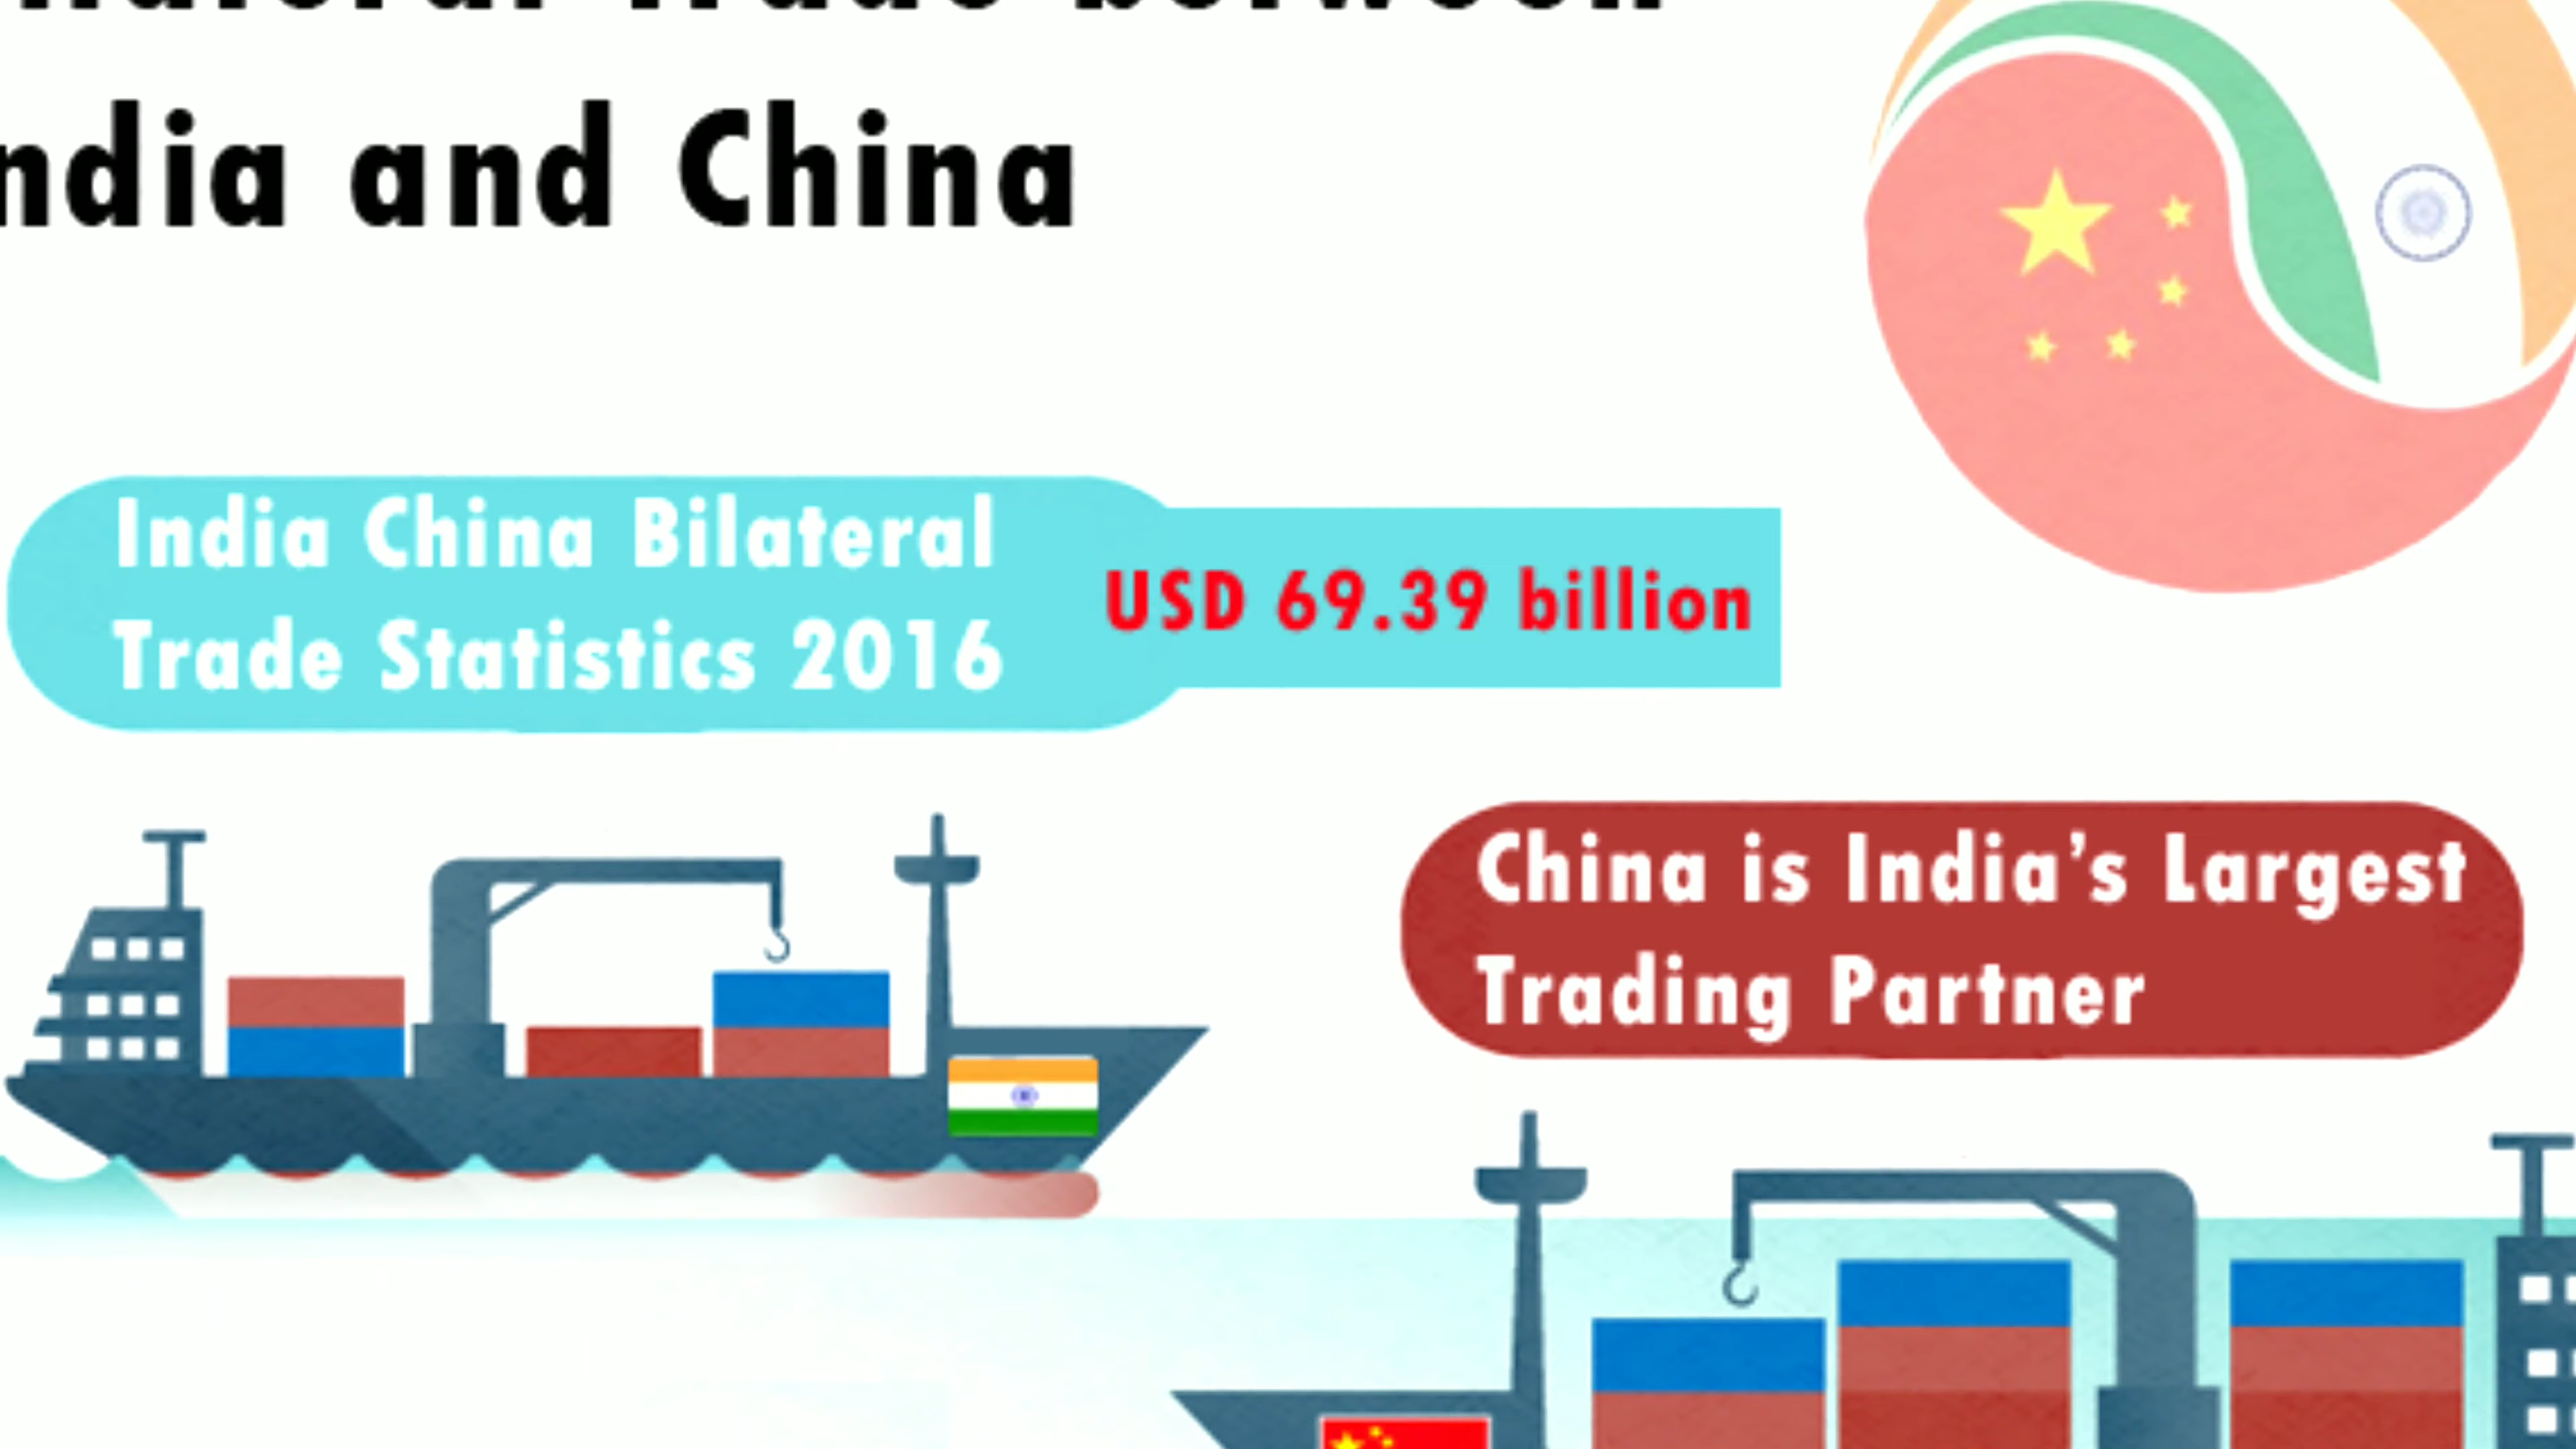 between
ndia and China
India China Bilateral
Trade Statistics 2016
USD 69.39 billion
China is India's Largest
Trading Partner